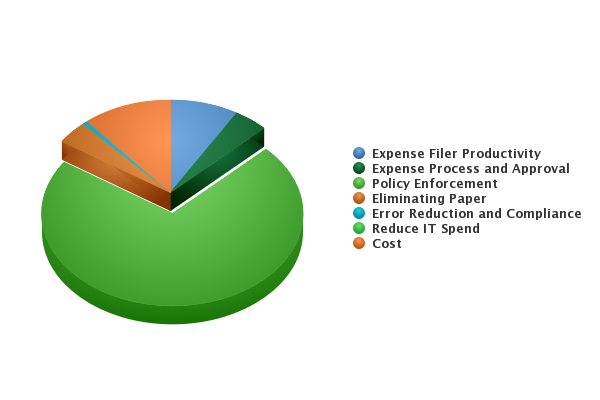 Expense Filer Productivity
Expense Process and Approval
Policy Enforcement
Eliminating Paper
Error Reduction and Compliance
Reduce IT Spend
Cost